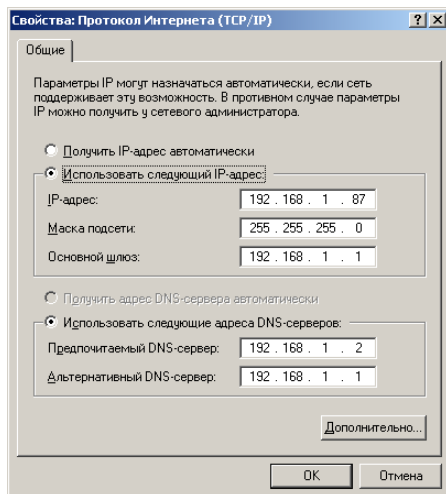 Свойства: Протокол Интернета (TCP/IP)
Общие
Параметры IP могут назначаться автоматически, если сеть
поддерживает эту возможность. В противном случае параметры
IP можно получить у сетевого администратора.
Получить IP-адрес автоматически
Использовать следующий IP-адрес:
IP-адрес: 192 . 168 . 1 . 87
Маска подсети: 255 . 255 . 255 . 0
Основной шлюз: 192 . 168 . 1 . 1
Получить адрес DNS-сервера автоматически
Использовать следующие адреса DNS-серверов:
Предпочитаемый DNS-сервер: 192 . 168 . 1 . 2
Альтернативный DNS-сервер: 192 . 168 . 1 . 1
Дополнительно...
OK Отмена